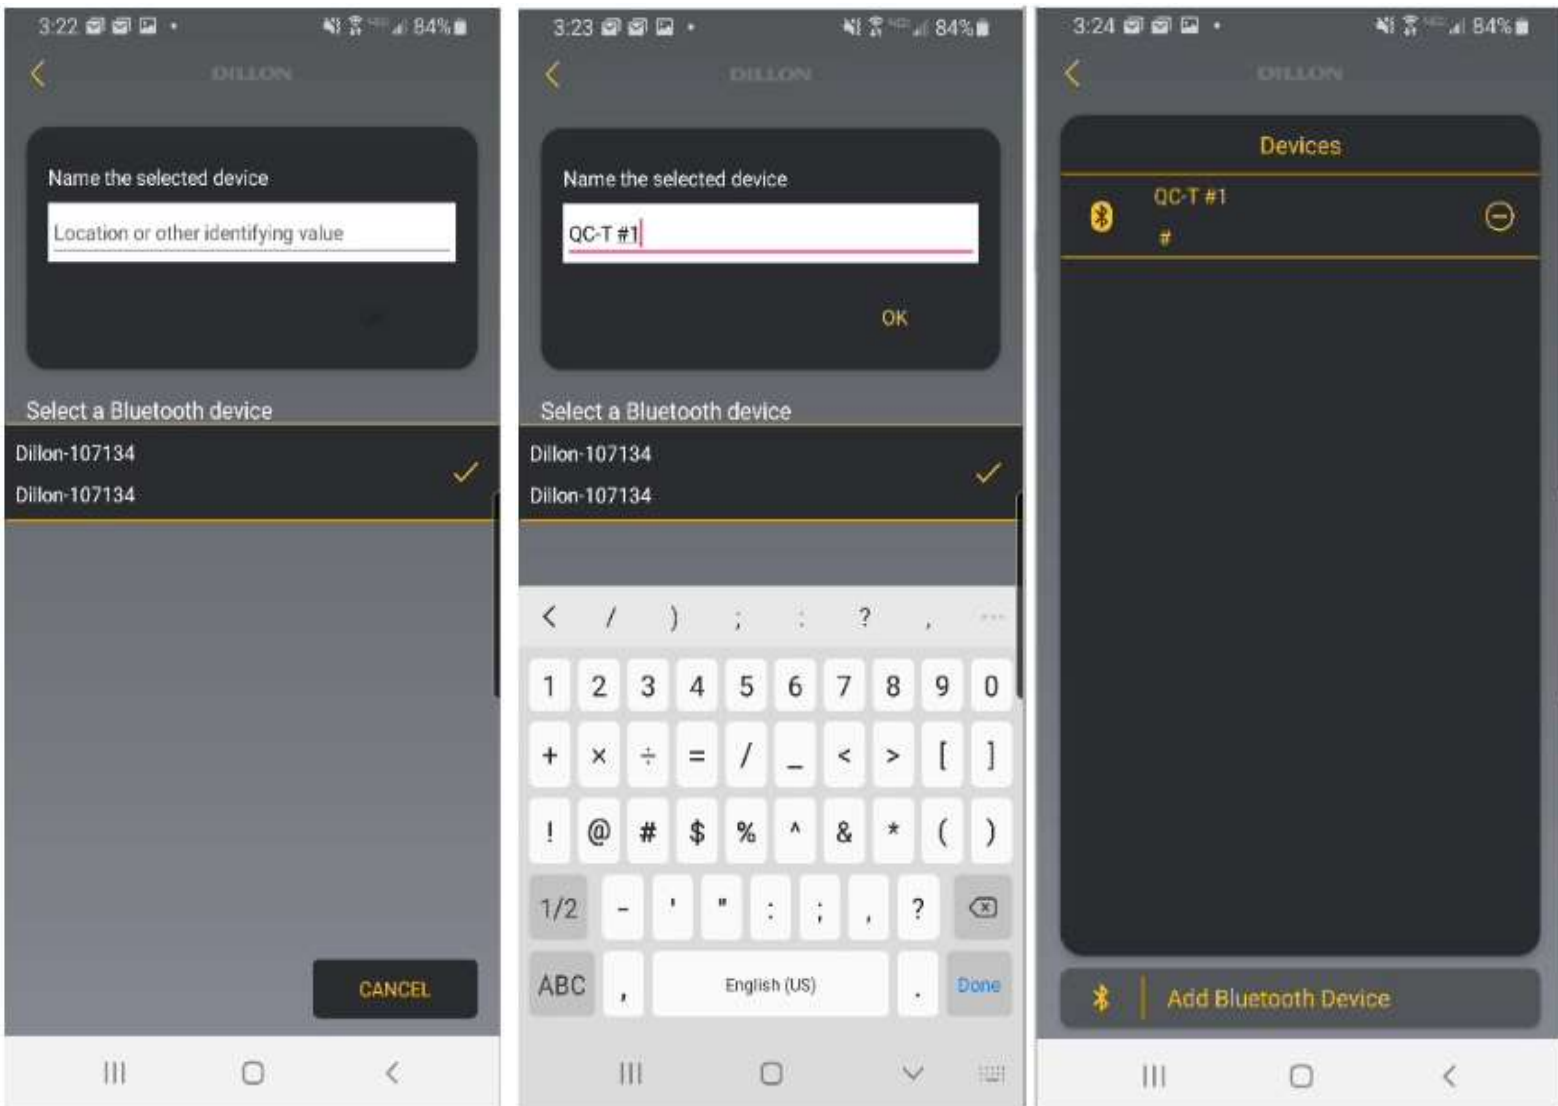 3:22
84%
DILLON
Name the selected device
Location or other identifying value
Select a Bluetooth device
Dillon-107134
Dillon-107134
CANCEL
3:23
84%
DILLON
Name the selected device
QC-T #1
OK
Select a Bluetooth device
Dillon-107134
Dillon-107134
< / ) ; : ? , ...
1 2 3 4 5 6 7 8 9 0
+ × ÷ = / _ < > [ ]
! @ # $ % ^ & * ( )
1/2 - ' " : ; , ?
ABC , English (US) . Done
3:24
84%
DILLON
Devices
QC-T #1
#
Add Bluetooth Device